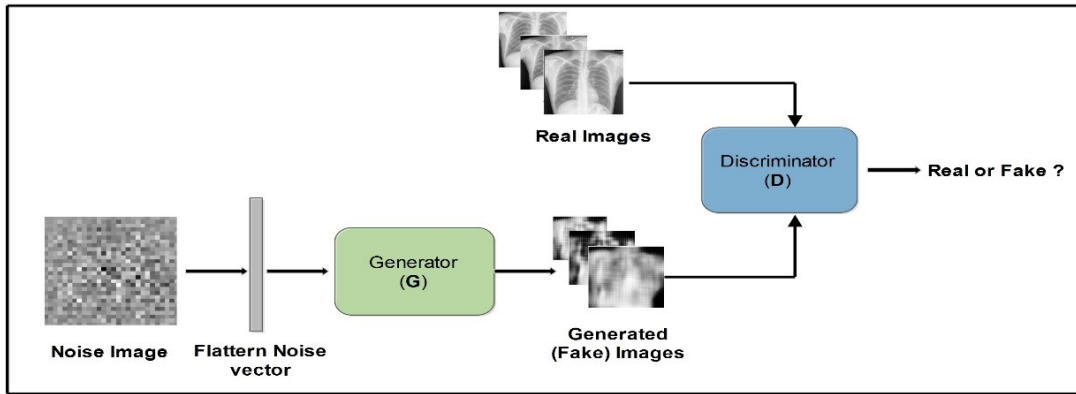 Real Images
Discriminator
(D)
Real or Fake ?
Noise Image
Flattern Noise
vector
Generator
(G)
Generated
(Fake) Images